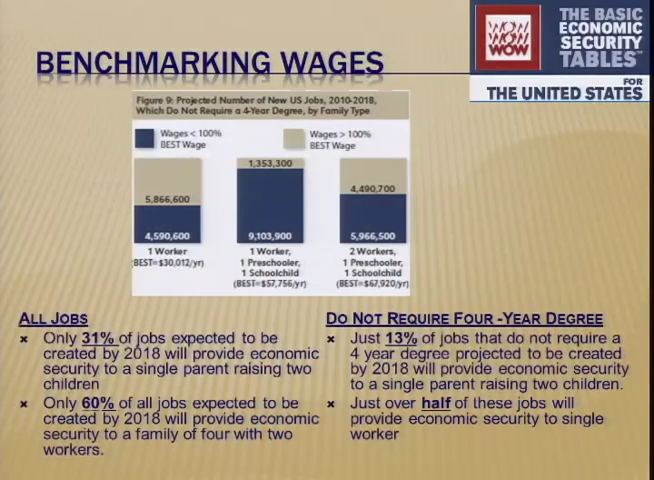 BENCHMARKING WAGES
WOW
WOW
WOW
THE BASIC
ECONOMIC
SECURITY
TABLES™
FOR
THE UNITED STATES
Figure 9: Projected Number of New US Jobs, 2010-2018,
Which Do Not Require a 4-Year Degree, by Family Type
Wages < 100%
BEST Wage
Wages > 100%
BEST Wage
5,866,600
4,590,600
1 Worker
(BEST=$30,012/yr)
1,353,300
9,103,900
1 Worker,
1 Preschooler,
1 Schoolchild
(BEST=$57,756/yr)
4,490,700
5,966,500
2 Workers,
1 Preschooler,
1 Schoolchild
(BEST=$67,920/yr)
ALL JOBS
× Only 31% of jobs expected to be
created by 2018 will provide economic
security to a single parent raising two
children
× Only 60% of all jobs expected to be
created by 2018 will provide economic
security to a family of four with two
workers.
DO NOT REQUIRE FOUR -YEAR DEGREE
× Just 13% of jobs that do not require a
4 year degree projected to be created
by 2018 will provide economic security
to a single parent raising two children.
× Just over half of these jobs will
provide economic security to single
worker